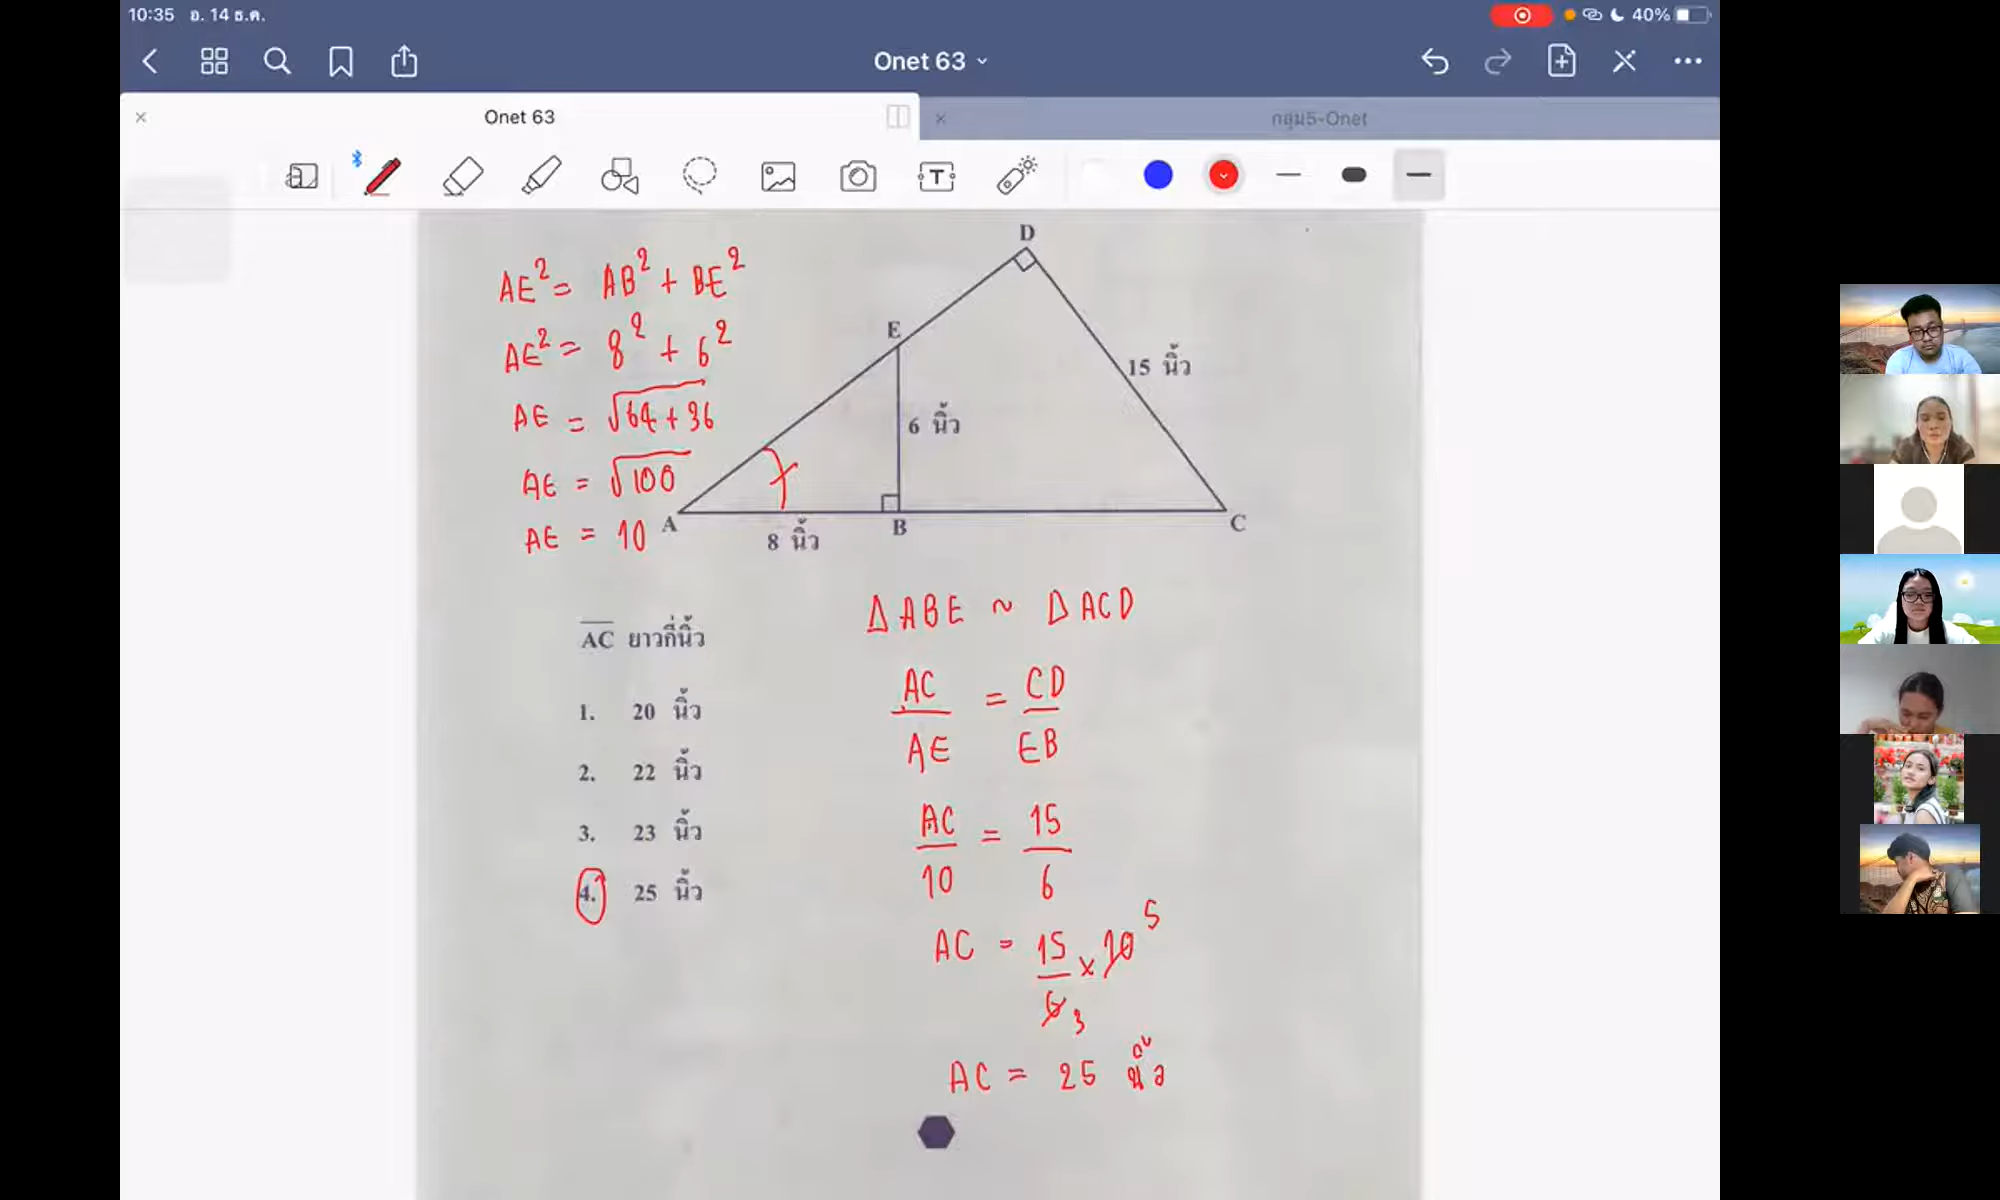 10:35 อ. 14 ธ.ค.
40%
Onet 63
Onet 63
กลุ่ม5-Onet
a
T
AE² = AB² + BE²
AE² = 8² + 6²
AE = √64+36
AE = √100
AE = 10
D
E
15 นิ้ว
6 นิ้ว
A
B
C
8 นิ้ว
AC ยาวกี่นิ้ว
1. 20 นิ้ว
2. 22 นิ้ว
3. 23 นิ้ว
4. 25 นิ้ว
Δ ABE ~ Δ ACD
AC = CD
AE EB
AC = 15
10 6
AC = 15 × 10 5
6 3
AC = 25 นิ้ว